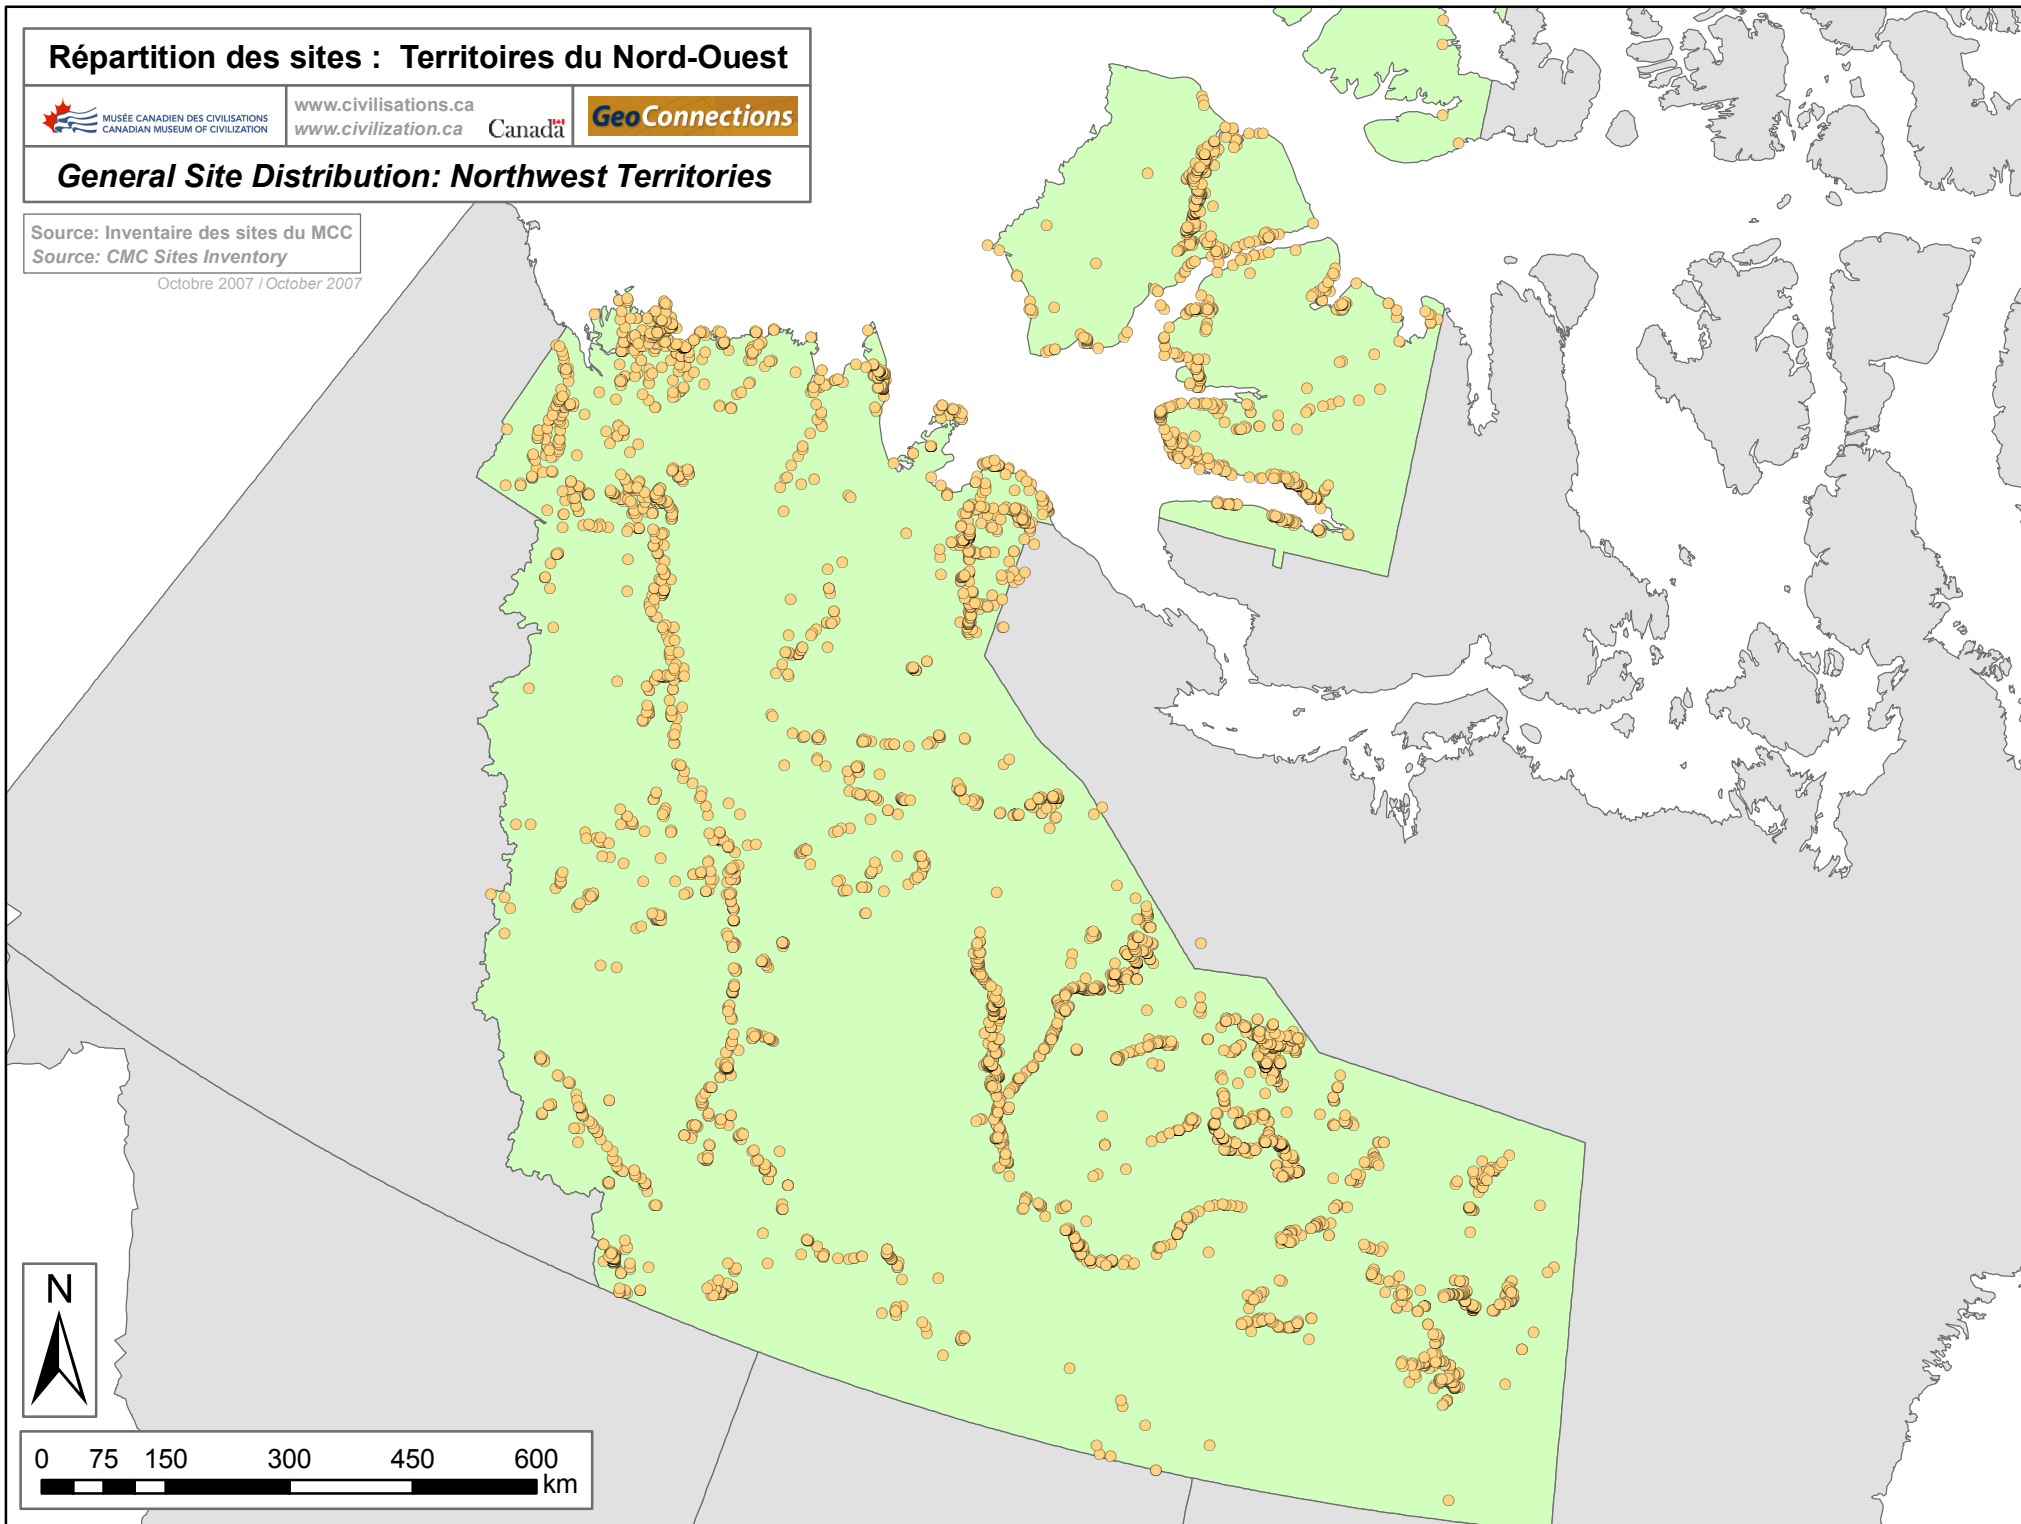 Répartition des sites : Territoires du Nord-Ouest
MUSÉE CANADIEN DES CIVILISATIONS
CANADIAN MUSEUM OF CIVILIZATION
www.civilisations.ca
www.civilization.ca
Canada
GeoConnections
General Site Distribution: Northwest Territories
Source: Inventaire des sites du MCC
Source: CMC Sites Inventory
Octobre 2007 / October 2007
N
0 75 150 300 450 600
km